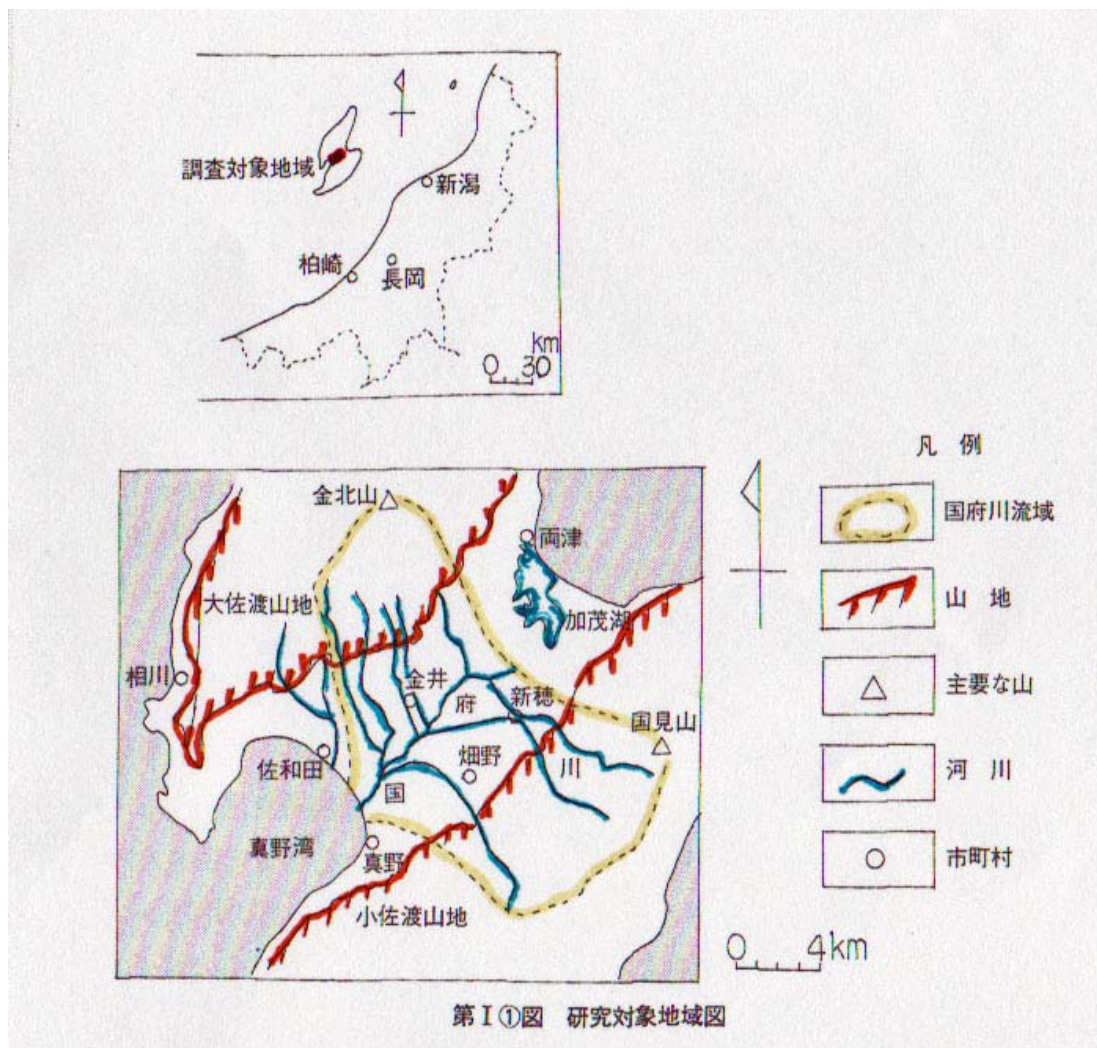 調査対象地域
新潟
柏崎
長岡
km
0 30
凡 例
国府川流域
山 地
主要な山
河 川
市町村
金北山
両津
大佐渡山地
加茂湖
相川
金井
府
新穂
国見山
佐和田
畑野
川
国
真野湾
真野
小佐渡山地
0 4km
第Ⅰ①図 研究対象地域図